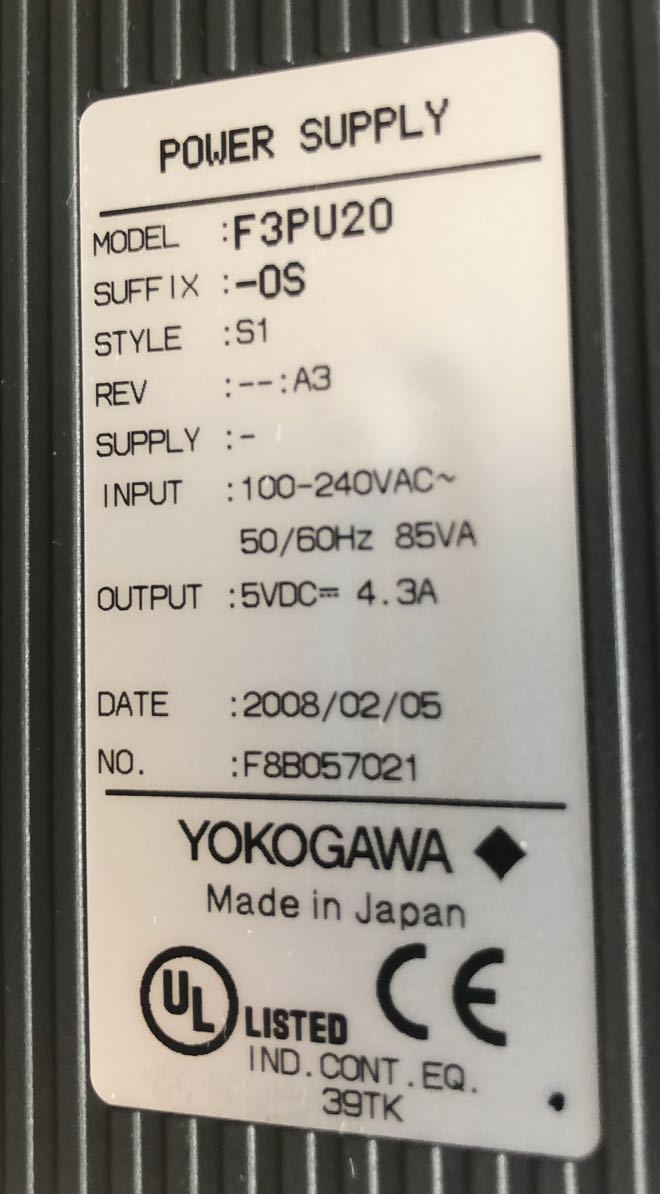 POWER SUPPLY
MODEL :F3PU20
SUFFIX :-0S
STYLE :S1
REV :--:A3
SUPPLY :-
INPUT :100-240VAC~
50/60Hz 85VA
OUTPUT :5VDC⎓ 4.3A
DATE :2008/02/05
NO. :F8B057021
YOKOGAWA ◆
Made in Japan
UL LISTED CE
IND.CONT.EQ.
39TK